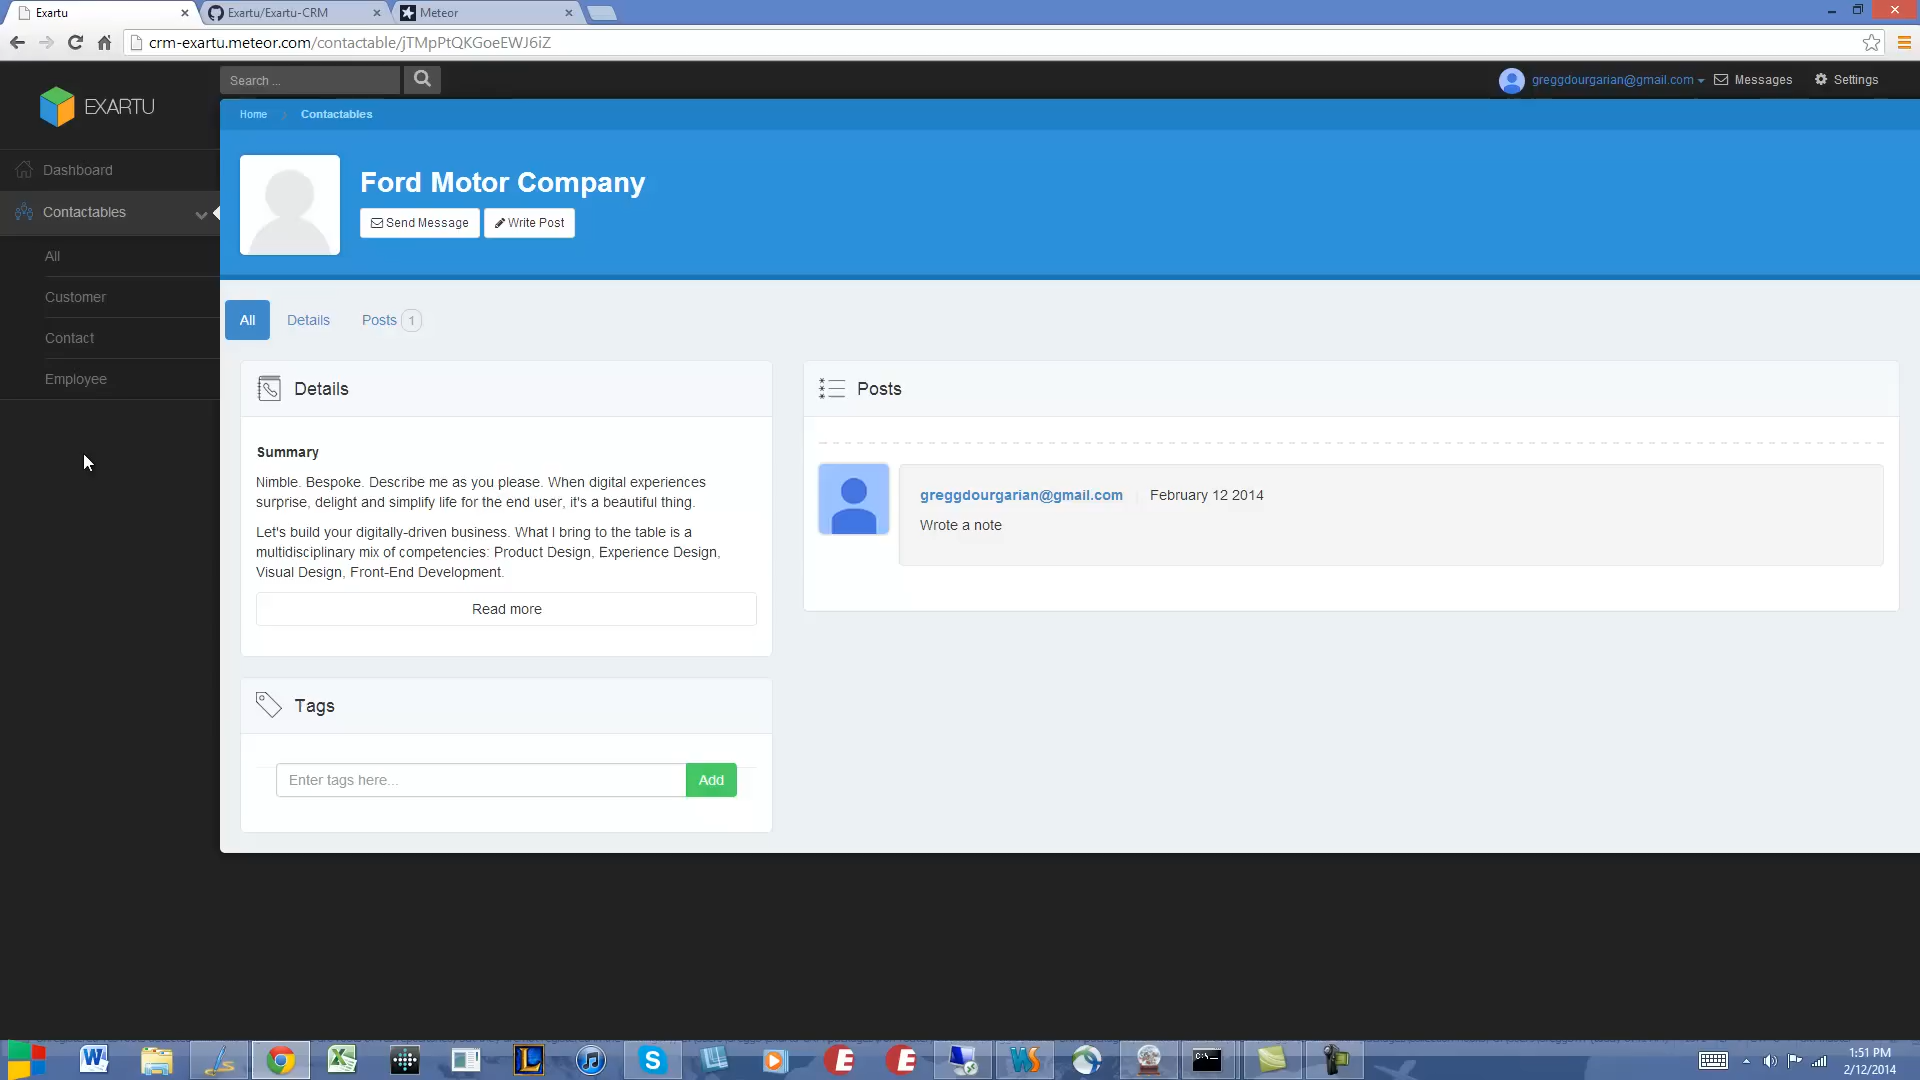 Exartu
Exartu/Exartu-CRM
Meteor
crm-exartu.meteor.com/contactable/jTMpPtQKGoeEWJ6iZ
EXARTU
Search ...
greggdourgarian@gmail.com
Messages
Settings
Home
Contactables
Dashboard
Contactables
All
Customer
Contact
Employee
Ford Motor Company
Send Message
Write Post
All
Details
Posts 1
Details
Summary
Nimble. Bespoke. Describe me as you please. When digital experiences
surprise, delight and simplify life for the end user, it's a beautiful thing.
Let's build your digitally-driven business. What I bring to the table is a
multidisciplinary mix of competencies: Product Design, Experience Design,
Visual Design, Front-End Development.
Read more
Tags
Enter tags here...
Add
Posts
greggdourgarian@gmail.com
February 12 2014
Wrote a note
1:51 PM
2/12/2014